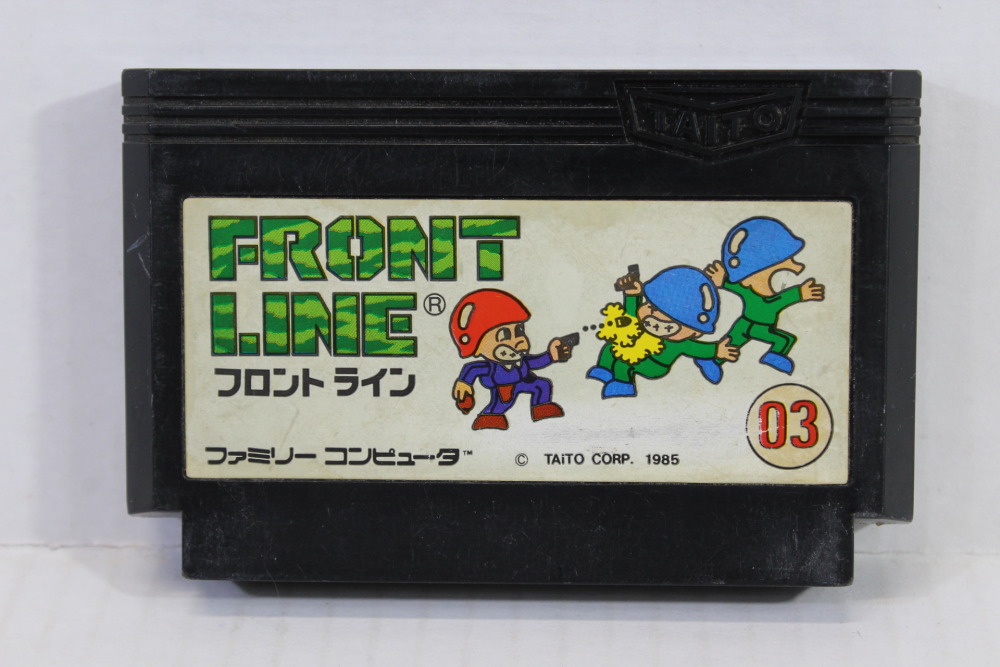 TAITO
FRONT
LINE®
フロント ライン
03
ファミリー コンピュータ™
© TAITO CORP. 1985